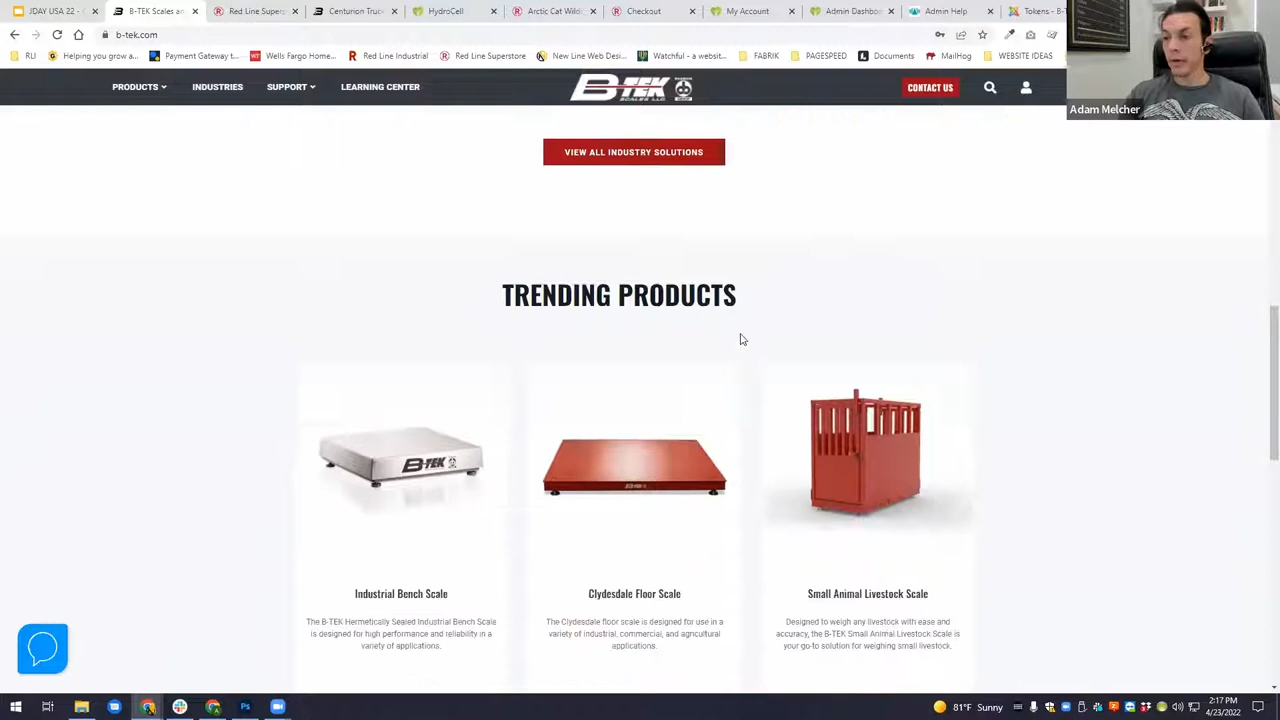 JDAY USA 22 - C
B-TEK Scales an
Red Line Super
Centurion Truck
HydroCell
Arctic Cat Wildc
Checkout
My Account
Admin Dashbo
Admin Help
Tokens - B-
b-tek.com
RLI
Helping you grow a...
Payment Gateway t...
Wells Fargo Home...
Red Line Industrial
Red Line Superstore
New Line Web Desi...
Watchful - a websit...
FABRIK
PAGESPEED
Documents
MailHog
WEBSITE IDEAS
Adam Melcher
PRODUCTS
INDUSTRIES
SUPPORT
LEARNING CENTER
B-TEK
SCALES LLC
CONTACT US
VIEW ALL INDUSTRY SOLUTIONS
TRENDING PRODUCTS
B-TEK
Industrial Bench Scale
The B-TEK Hermetically Sealed Industrial Bench Scale
is designed for high performance and reliability in a
variety of applications.
Clydesdale Floor Scale
The Clydesdale floor scale is designed for use in a
variety of industrial, commercial, and agricultural
applications.
Small Animal Livestock Scale
Designed to weigh any livestock with ease and
accuracy, the B-TEK Small Animal Livestock Scale is
your go-to solution for weighing small livestock.
81°F Sunny
2:17 PM
4/23/2022